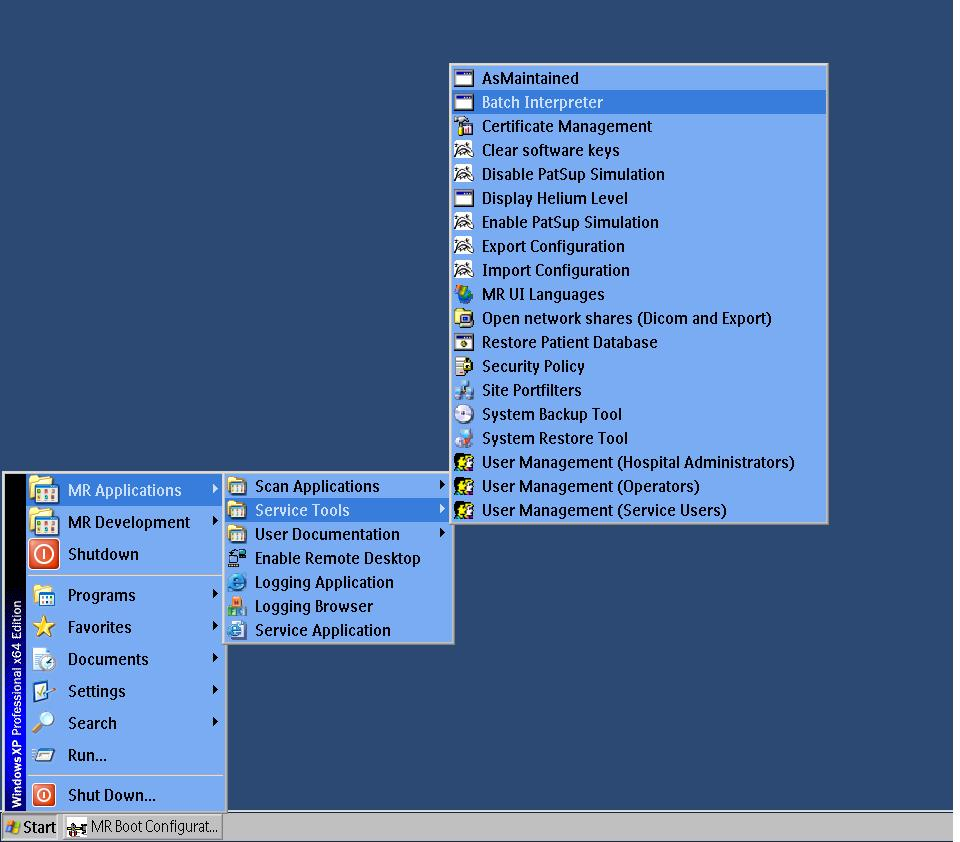 AsMaintained
Batch Interpreter
Certificate Management
Clear software keys
Disable PatSup Simulation
Display Helium Level
Enable PatSup Simulation
Export Configuration
Import Configuration
MR UI Languages
Open network shares (Dicom and Export)
Restore Patient Database
Security Policy
Site Portfilters
System Backup Tool
System Restore Tool
User Management (Hospital Administrators)
User Management (Operators)
User Management (Service Users)
Scan Applications
Service Tools
User Documentation
Enable Remote Desktop
Logging Application
Logging Browser
Service Application
MR Applications
MR Development
Shutdown
Programs
Favorites
Documents
Settings
Search
Run...
Shut Down...
Windows XP Professional x64 Edition
Start
MR Boot Configurat...